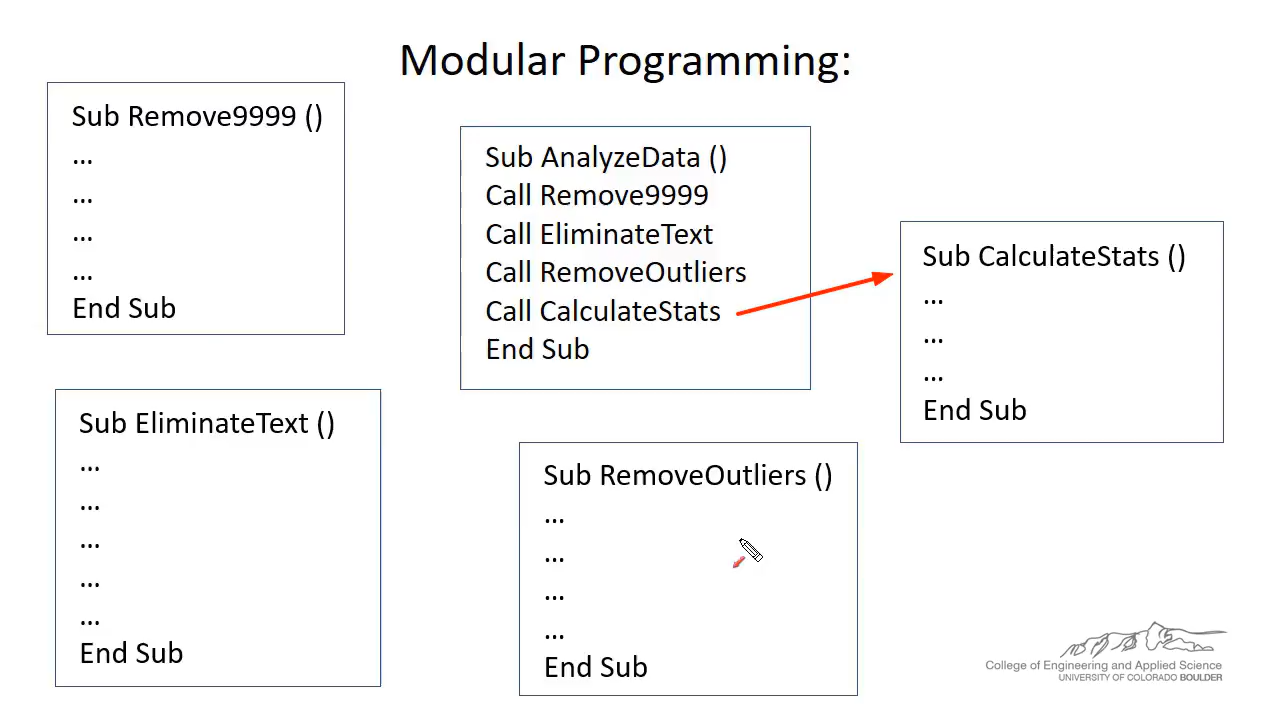 Modular Programming:
Sub Remove9999 ()
...
...
...
...
End Sub
Sub AnalyzeData ()
Call Remove9999
Call EliminateText
Call RemoveOutliers
Call CalculateStats
End Sub
Sub CalculateStats ()
...
...
...
End Sub
Sub EliminateText ()
...
...
...
...
...
End Sub
Sub RemoveOutliers ()
...
...
...
...
End Sub
College of Engineering and Applied Science
UNIVERSITY OF COLORADO BOULDER